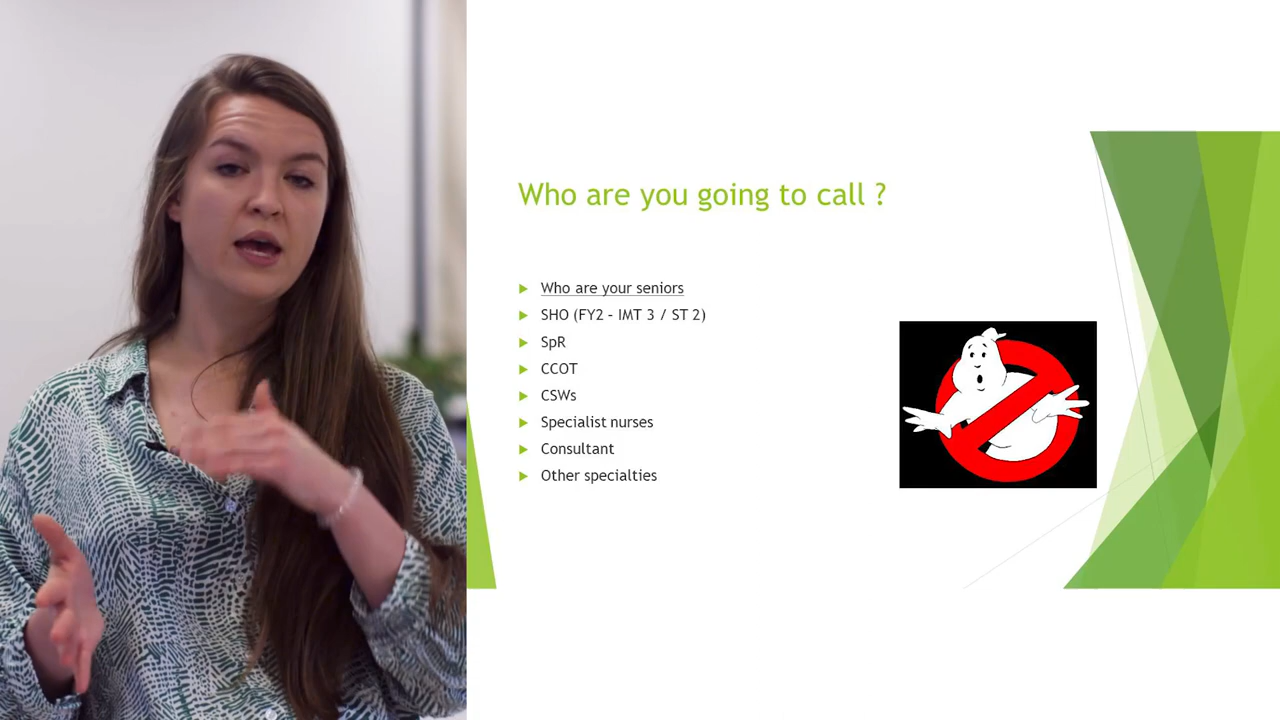 Who are you going to call ?
Who are your seniors
SHO (FY2 - IMT 3 / ST 2)
SpR
CCOT
CSWs
Specialist nurses
Consultant
Other specialties